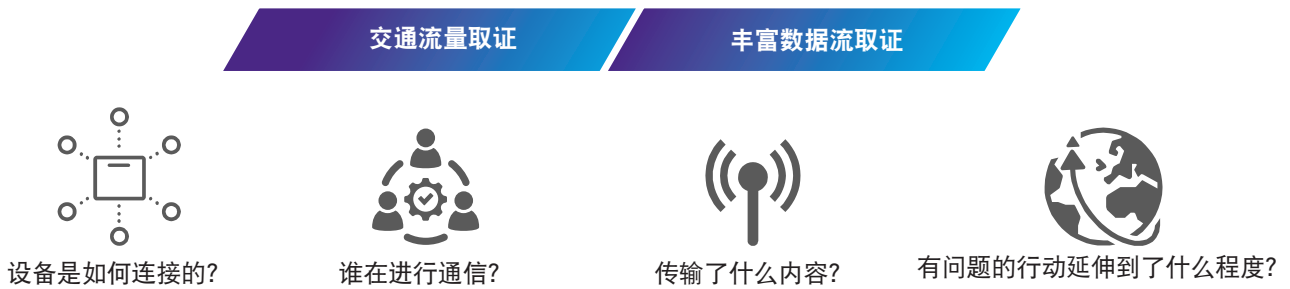 交通流量取证
丰富数据流取证
设备是如何连接的?
谁在进行通信?
传输了什么内容?
有问题的行动延伸到了什么程度?